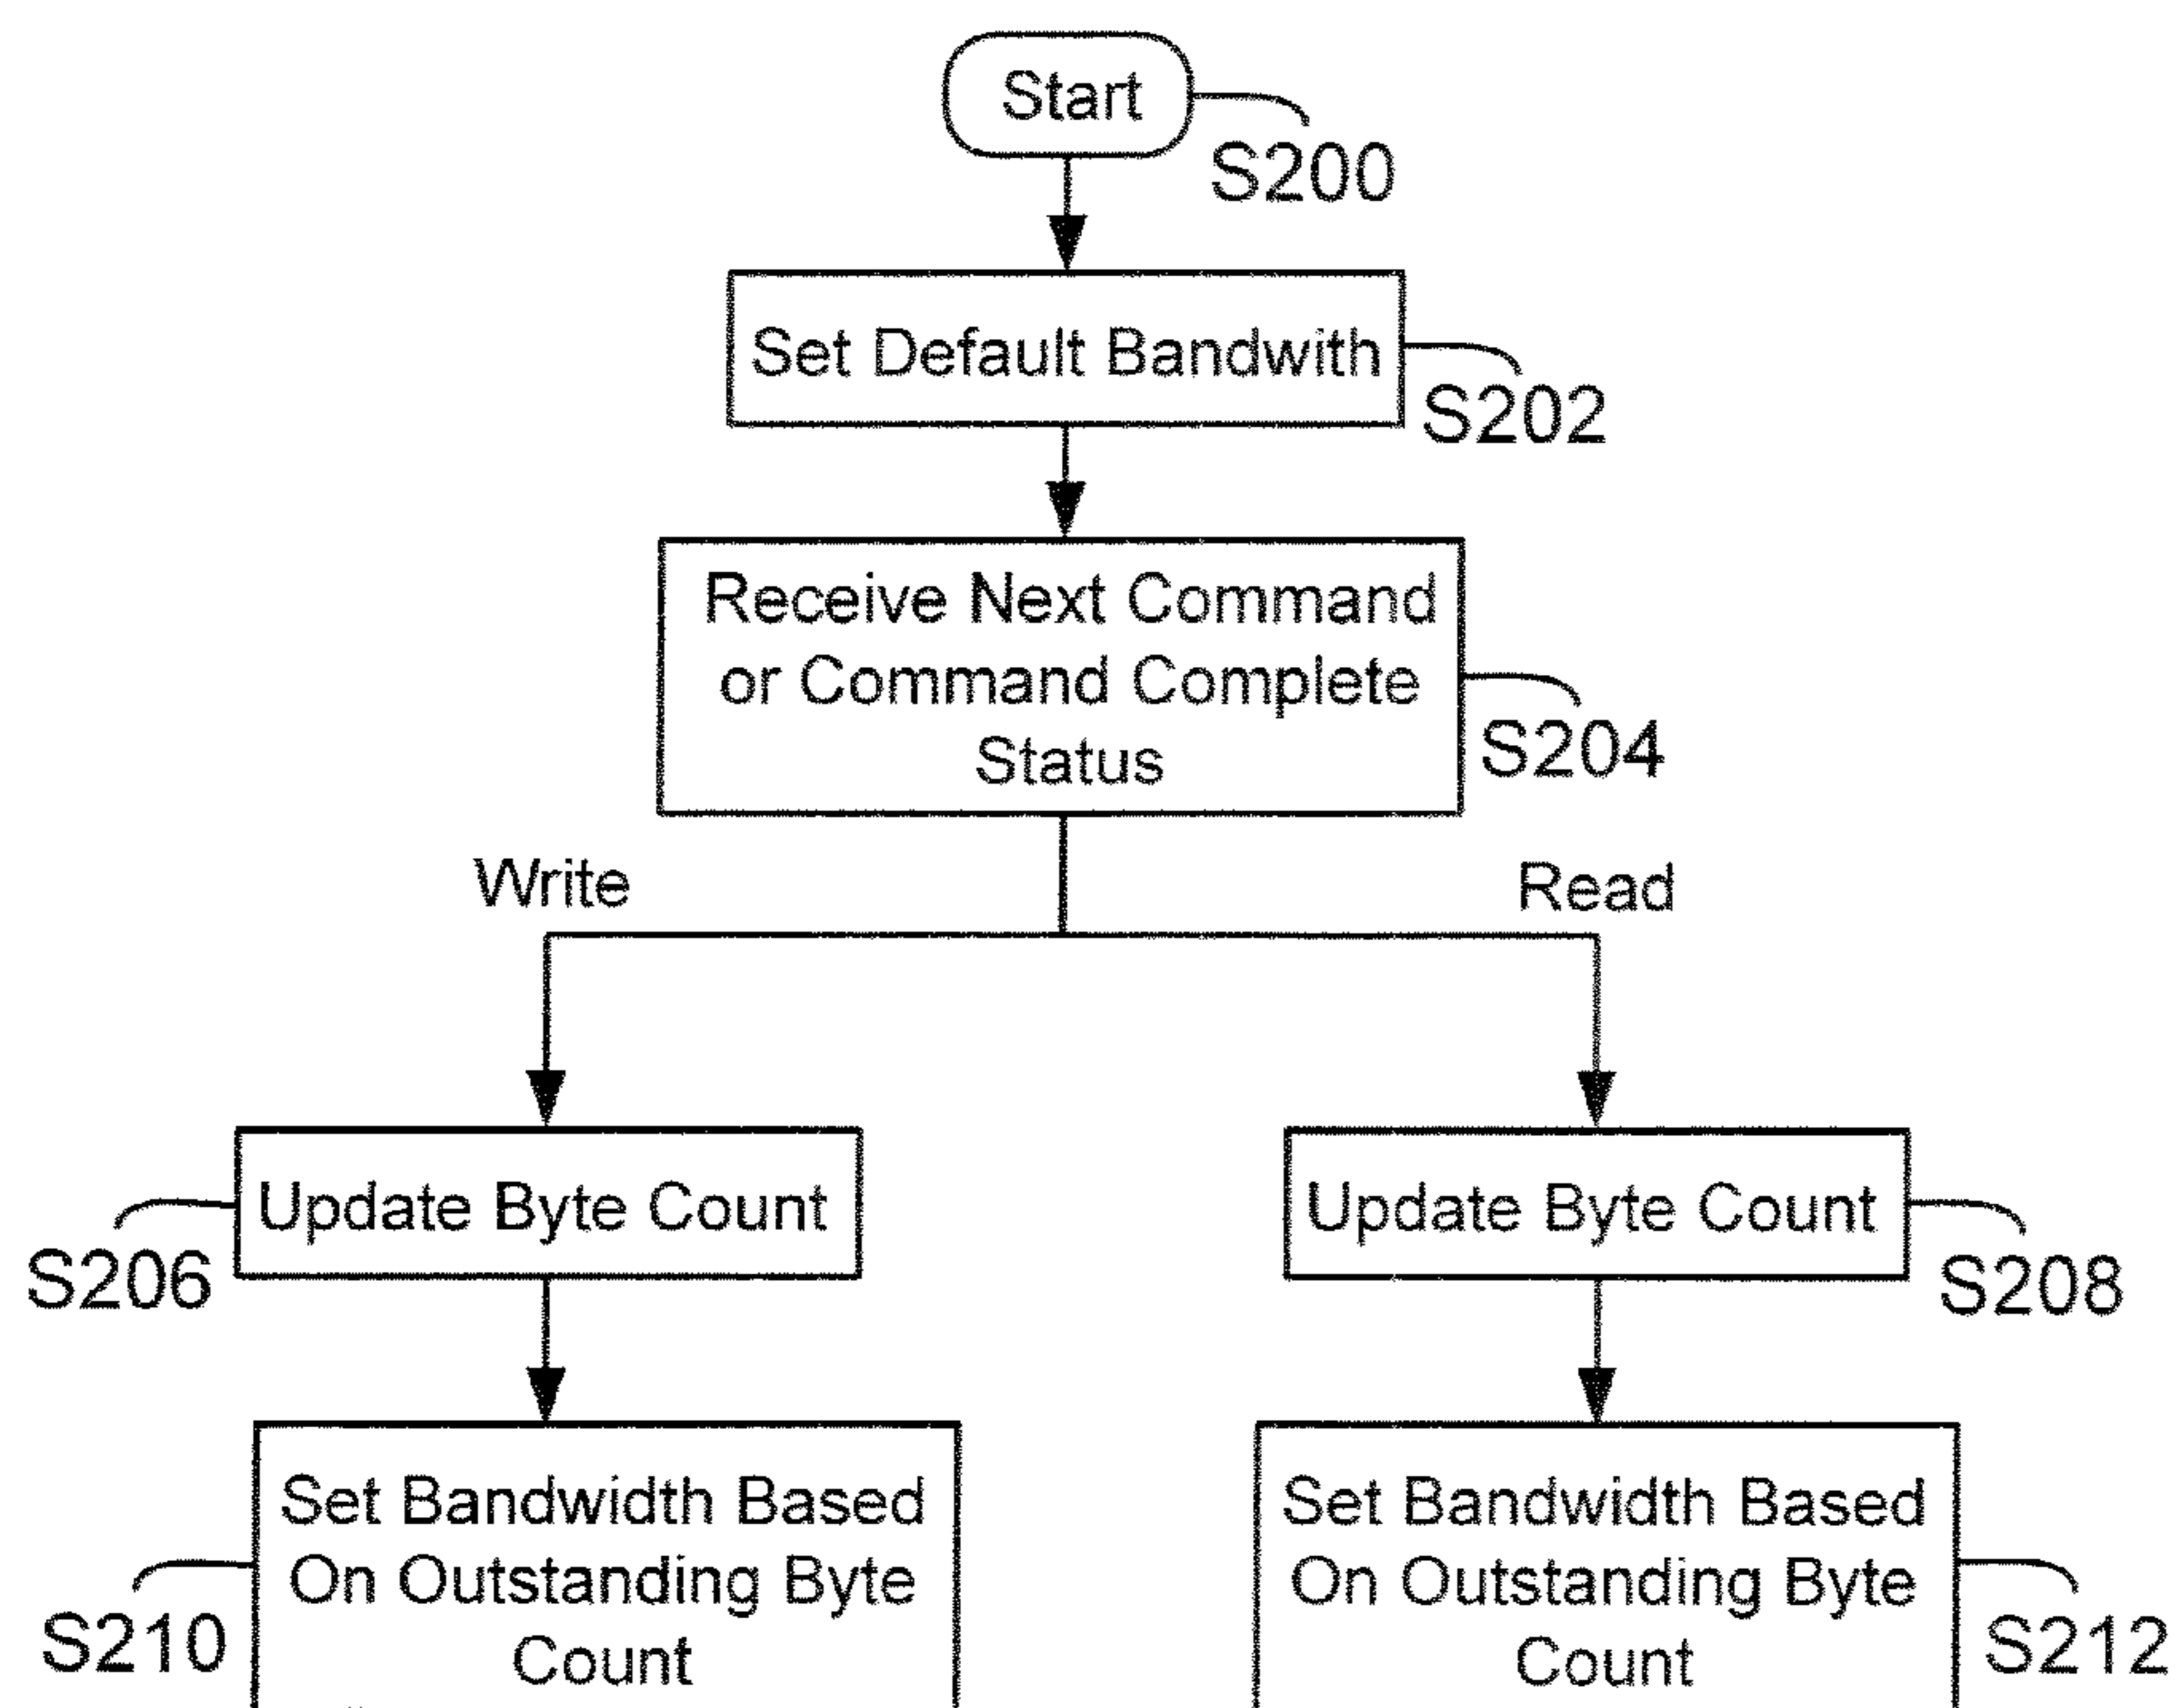 Start
S200
Set Default Bandwith
S202
Receive Next Command
or Command Complete
Status
S204
Write
Read
Update Byte Count
S206
Update Byte Count
S208
Set Bandwidth Based
On Outstanding Byte
Count
S210
Set Bandwidth Based
On Outstanding Byte
Count
S212